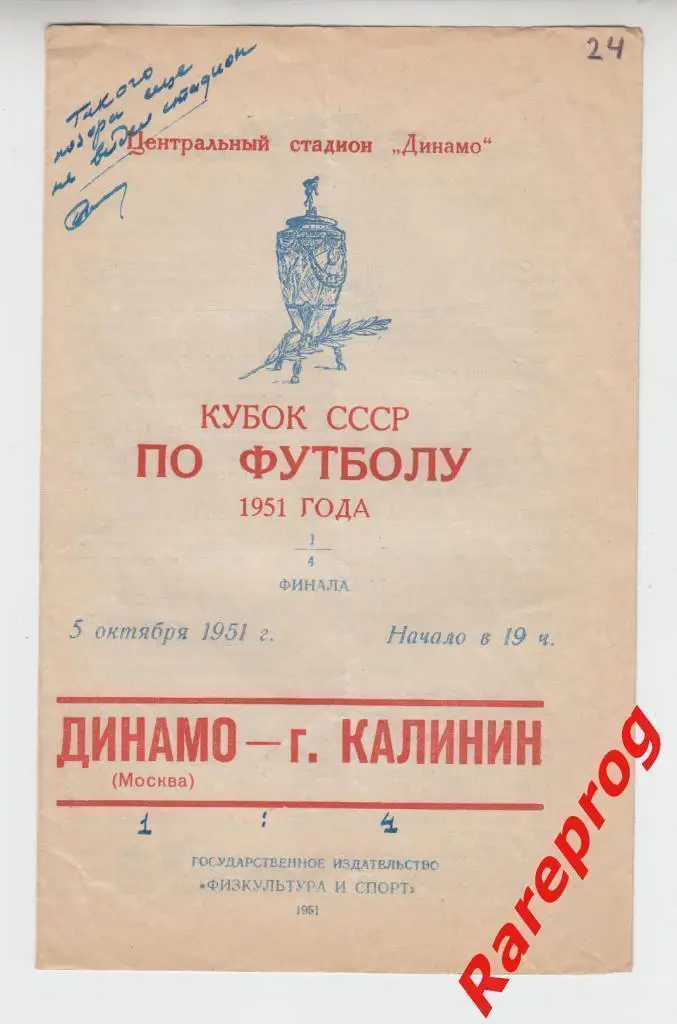 24
Такого
позора еще
не видел стадион
Центральный стадион „Динамо“
КУБОК СССР
ПО ФУТБОЛУ
1951 ГОДА
1
4
ФИНАЛА
5 октября 1951 г.
Начало в 19 ч.
ДИНАМО — г. КАЛИНИН
(Москва)
1 : 4
ГОСУДАРСТВЕННОЕ ИЗДАТЕЛЬСТВО
«ФИЗКУЛЬТУРА И СПОРТ»
1951
Rareprog